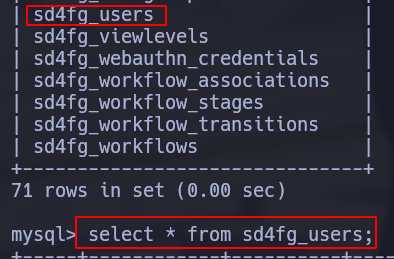 | sd4fg_users |
| sd4fg_viewlevels |
| sd4fg_webauthn_credentials |
| sd4fg_workflow_associations |
| sd4fg_workflow_stages |
| sd4fg_workflow_transitions |
| sd4fg_workflows |
+-------------------------------+
71 rows in set (0.00 sec)
mysql> select * from sd4fg_users;